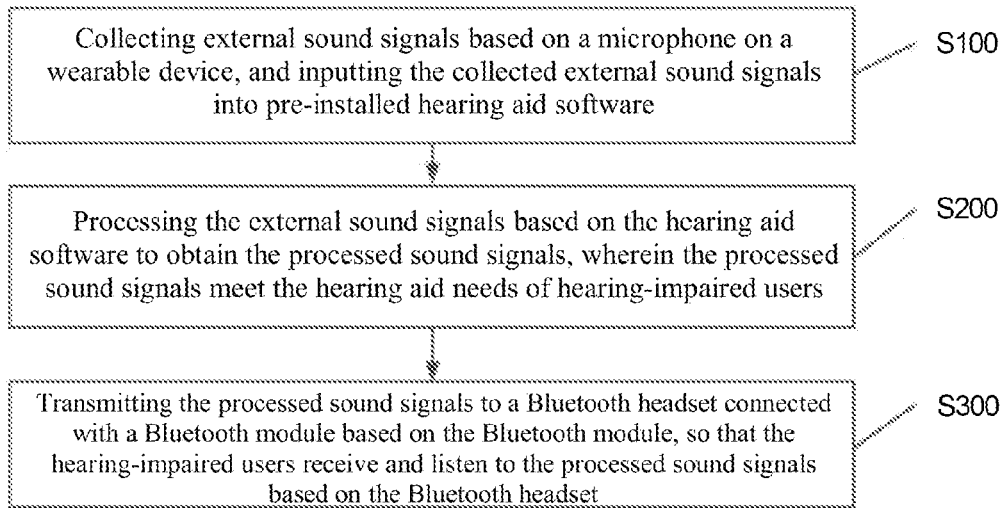 Collecting external sound signals based on a microphone on a
wearable device, and inputting the collected external sound signals
into pre-installed hearing aid software
S100
Processing the external sound signals based on the hearing aid
software to obtain the processed sound signals, wherein the processed
sound signals meet the hearing aid needs of hearing-impaired users
S200
Transmitting the processed sound signals to a Bluetooth headset connected
with a Bluetooth module based on the Bluetooth module, so that the
hearing-impaired users receive and listen to the processed sound signals
based on the Bluetooth headset
S300